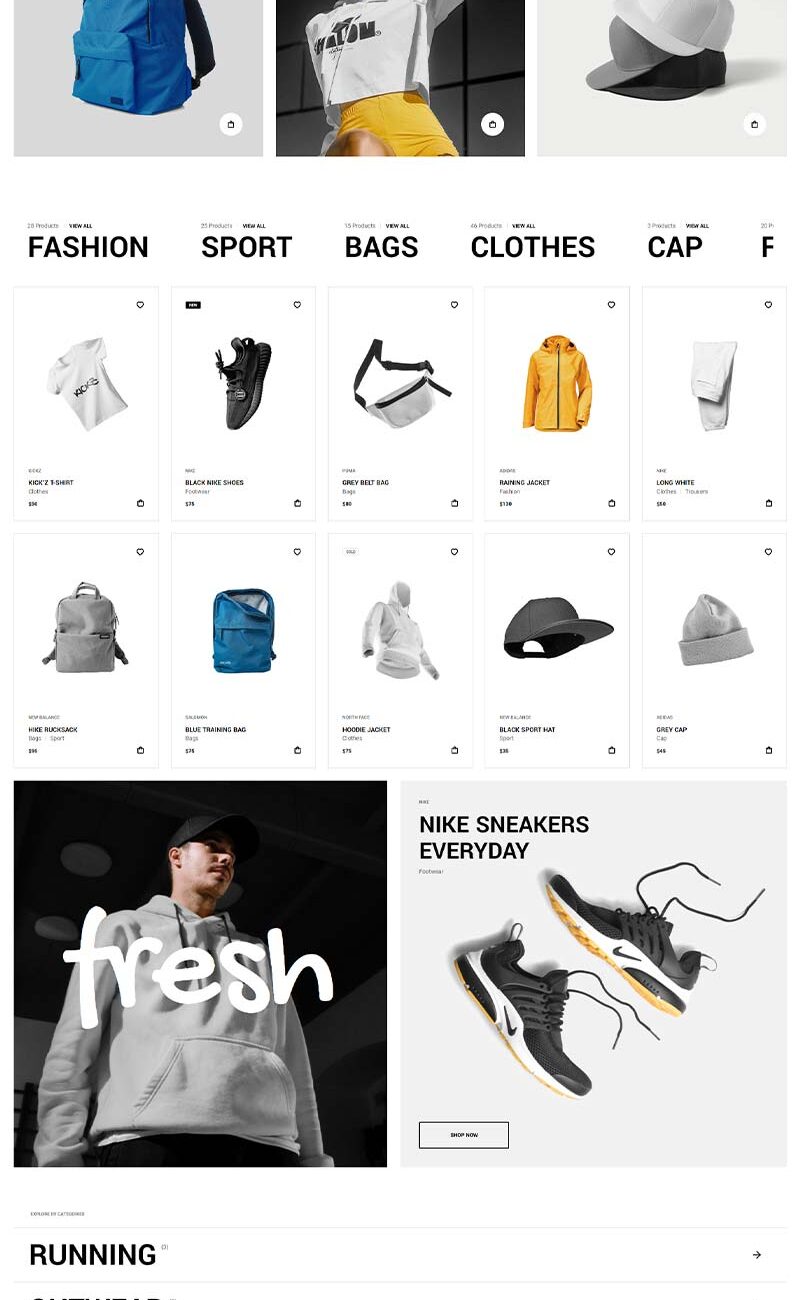 28 Products | VIEW ALL
FASHION
25 Products | VIEW ALL
SPORT
15 Products | VIEW ALL
BAGS
46 Products | VIEW ALL
CLOTHES
3 Products | VIEW ALL
CAP
KICKZ
KICK'Z T-SHIRT
Clothes
NEW
NIKE
BLACK NIKE SHOES
Footwear
$75
PUMA
GREY BELT BAG
Bags
$80
ADIDAS
RAINING JACKET
Fashion
$130
NIKE
LONG WHITE
Clothes | Trousers
$50
NEW BALANCE
HIKE RUCKSACK
Bags | Sport
$95
SALOMON
BLUE TRAINING BAG
Bags
$75
SOLD
NORTH FACE
HOODIE JACKET
Clothes
$75
NEW BALANCE
BLACK SPORT HAT
Sport
$35
ADIDAS
GREY CAP
Cap
$45
fresh
NIKE
NIKE SNEAKERS
EVERYDAY
Footwear
SHOP NOW
EXPLORE BY CATEGORIES
RUNNING